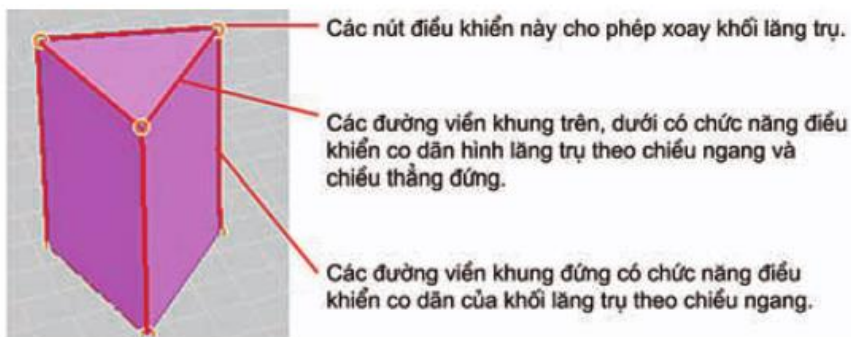 Các nút điều khiển này cho phép xoay khối lăng trụ.
Các đường viền khung trên, dưới có chức năng điều
khiển co dãn hình lăng trụ theo chiều ngang và
chiều thẳng đứng.
Các đường viền khung đứng có chức năng điều
khiển co dãn của khối lăng trụ theo chiều ngang.